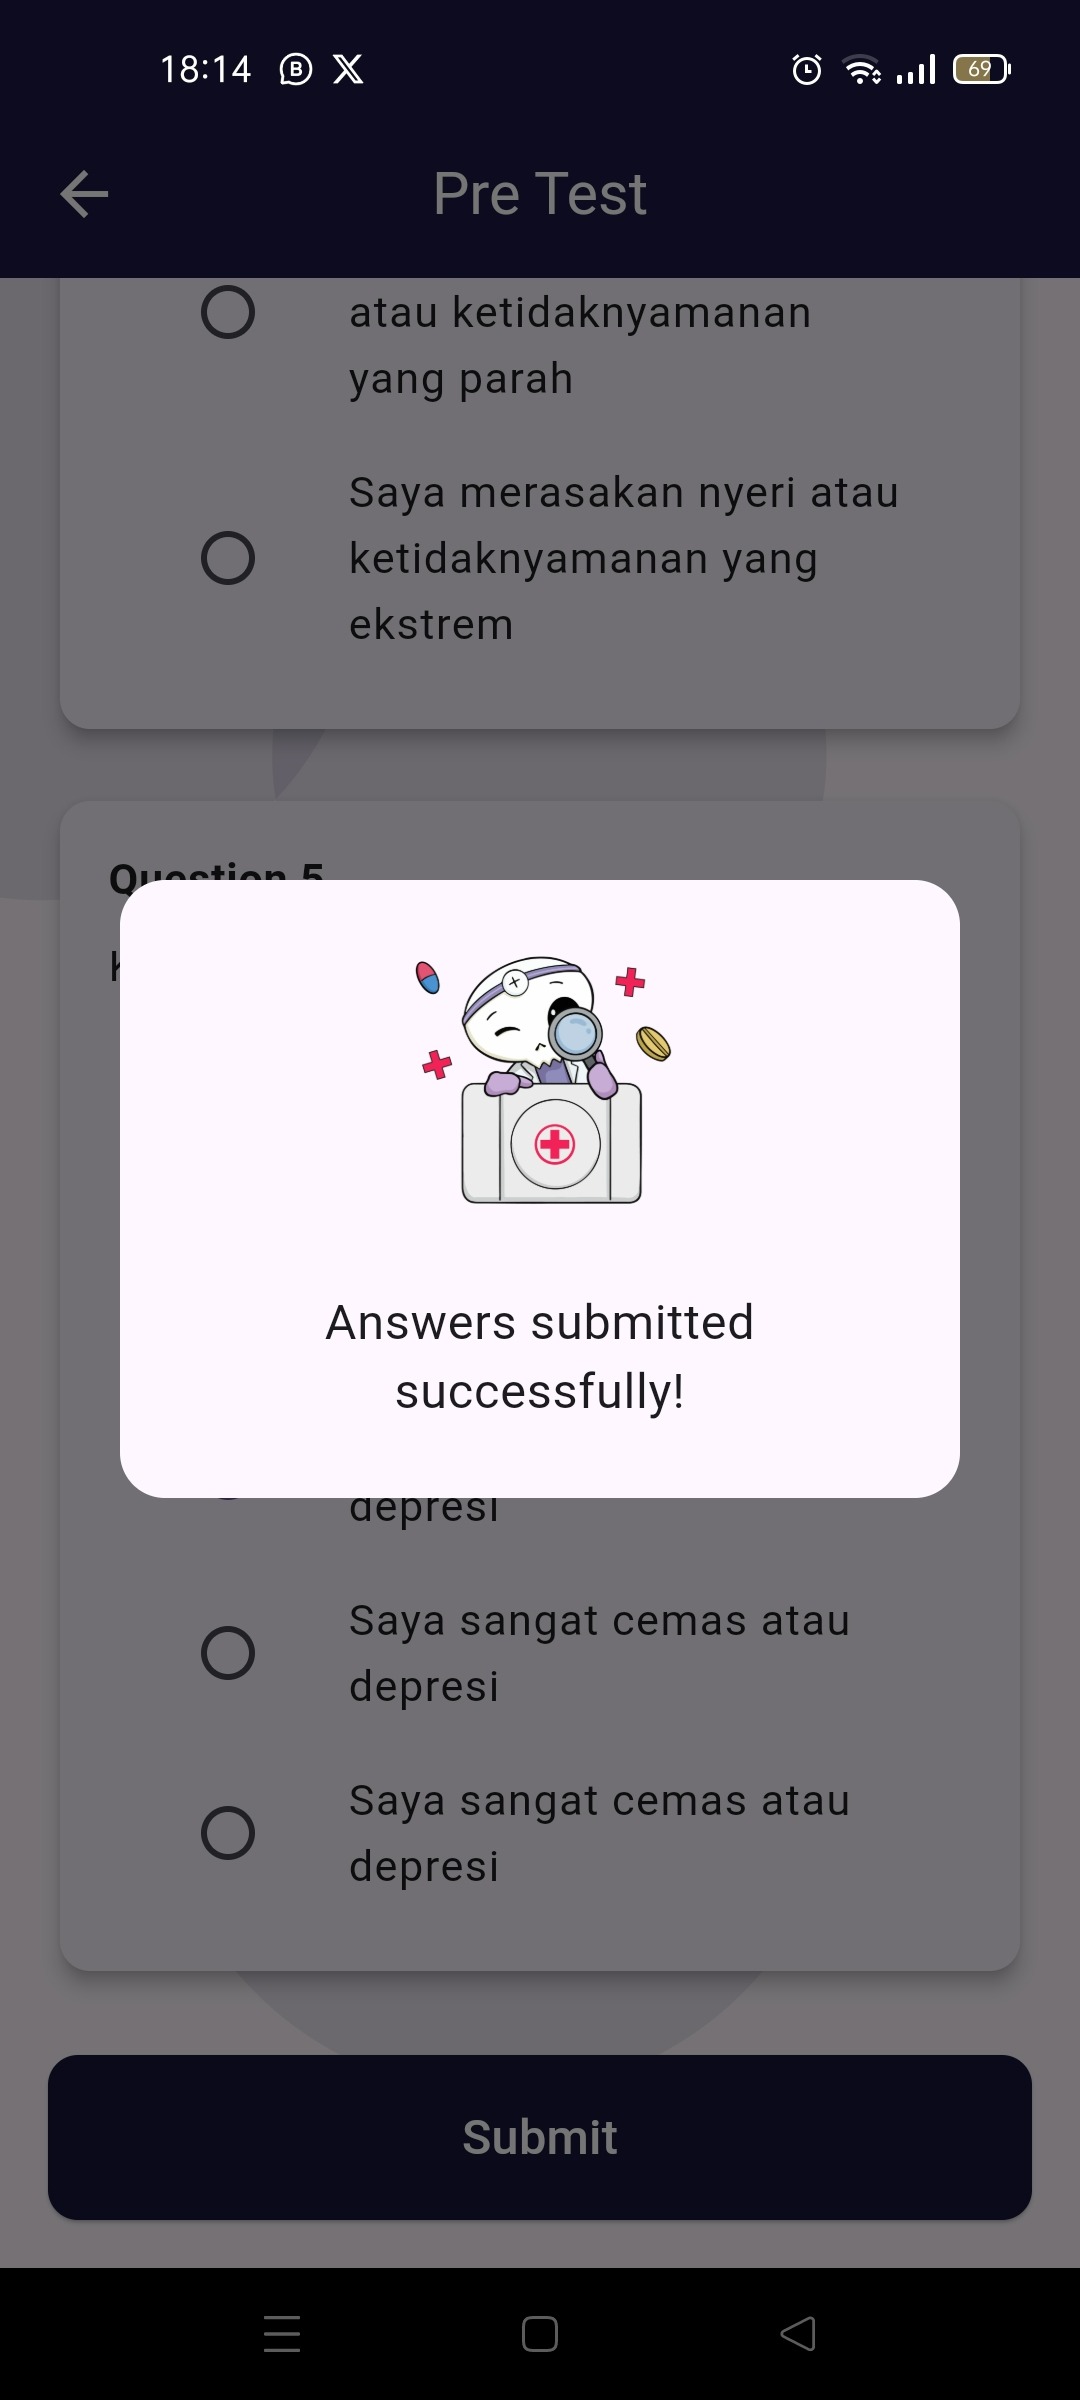 18:14
69
Pre Test
atau ketidaknyamanan
yang parah
Saya merasakan nyeri atau
ketidaknyamanan yang
ekstrem
Question 5
Answers submitted
successfully!
depresi
Saya sangat cemas atau
depresi
Saya sangat cemas atau
depresi
Submit